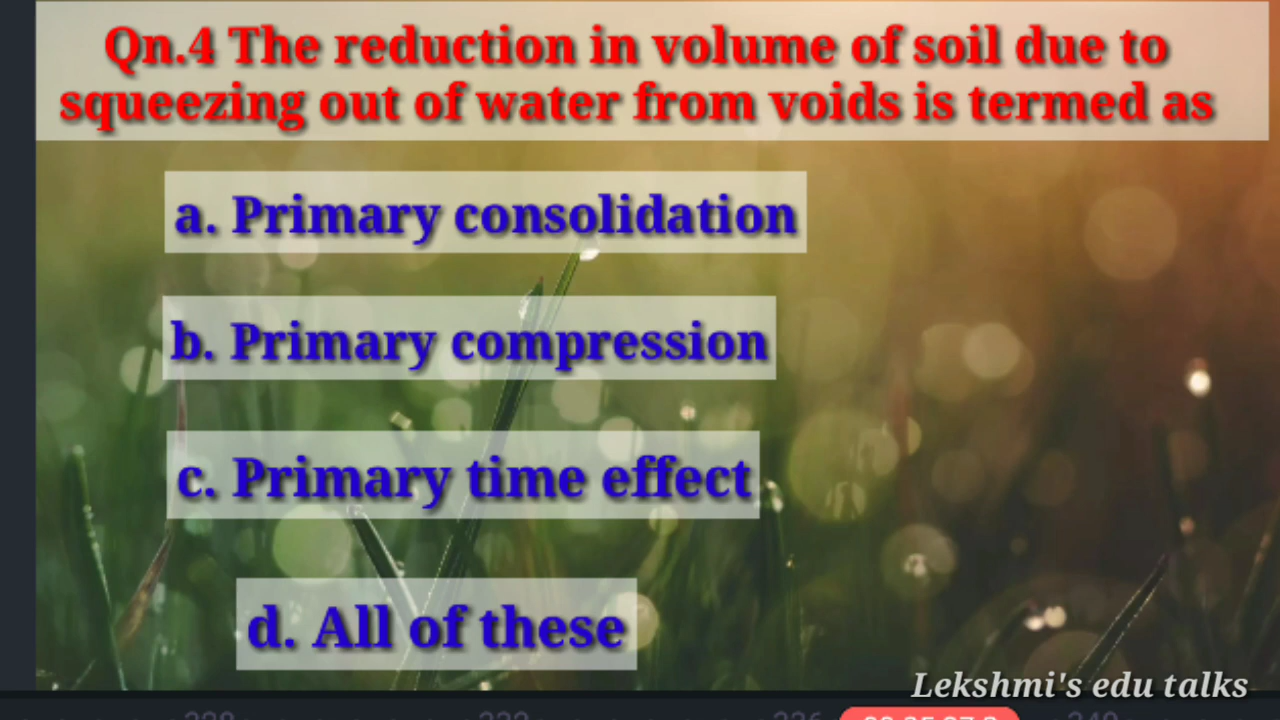 Qn.4 The reduction in volume of soil due to
squeezing out of water from voids is termed as
a. Primary consolidation
b. Primary compression
c. Primary time effect
d. All of these
Lekshmi's edu talks